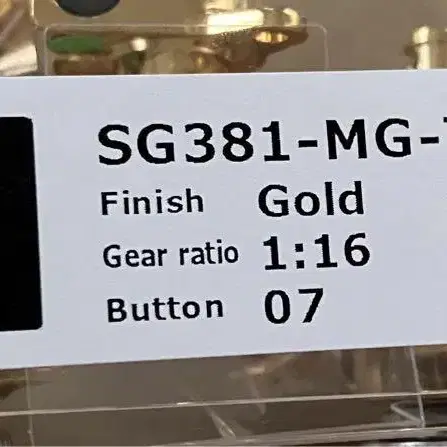 SG381-MG-
Finish Gold
Gear ratio 1:16
Button 07